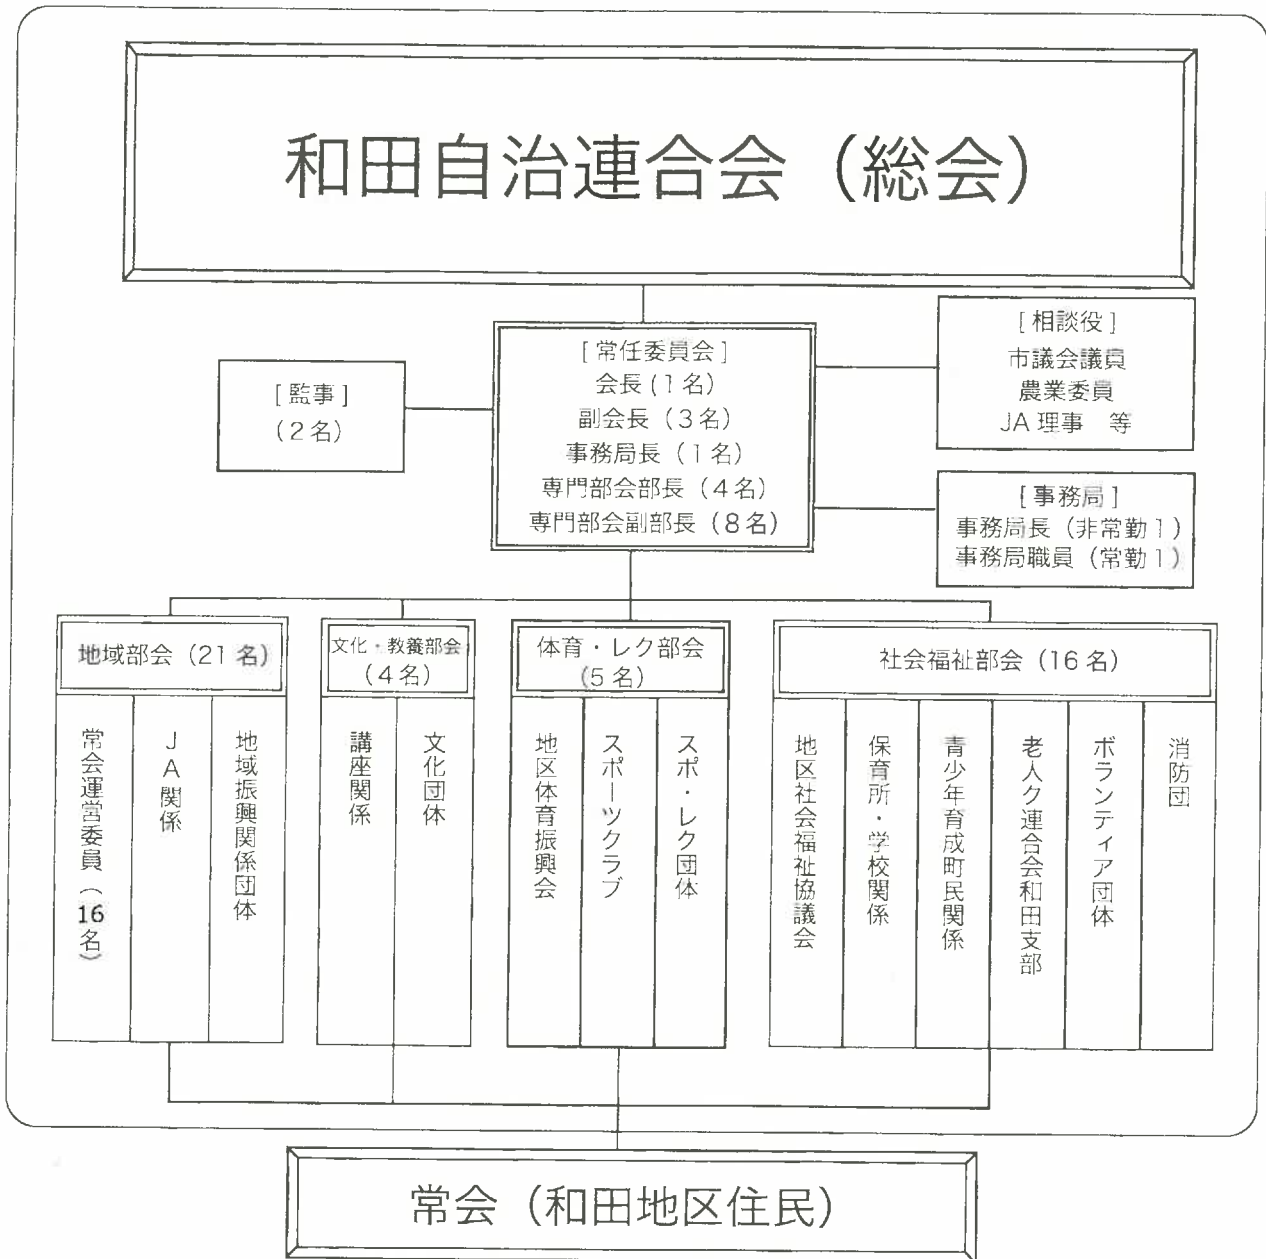 和田自治連合会（総会）
[監事]
（2名）
[常任委員会]
会長(1名)
副会長（3名）
事務局長（1名）
専門部会部長（4名）
専門部会副部長（8名）
[相談役]
市議会議員
農業委員
JA理事　等
[事務局]
事務局長（非常勤1）
事務局職員（常勤1）
地域部会（21名）
常会運営委員（16名）
JA関係
地域振興関係団体
文化・教養部会
（4名）
講座関係
文化団体
体育・レク部会
(5名)
地区体育振興会
スポーツクラブ
スポ・レク団体
社会福祉部会（16名）
地区社会福祉協議会
保育所・学校関係
青少年育成町民関係
老人ク連合会和田支部
ボランティア団体
消防団
常会（和田地区住民）